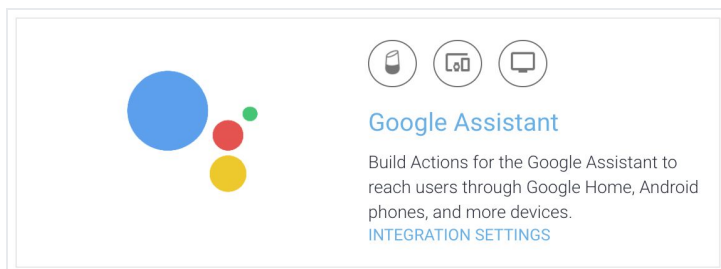 Google Assistant
Build Actions for the Google Assistant to
reach users through Google Home, Android
phones, and more devices.
INTEGRATION SETTINGS